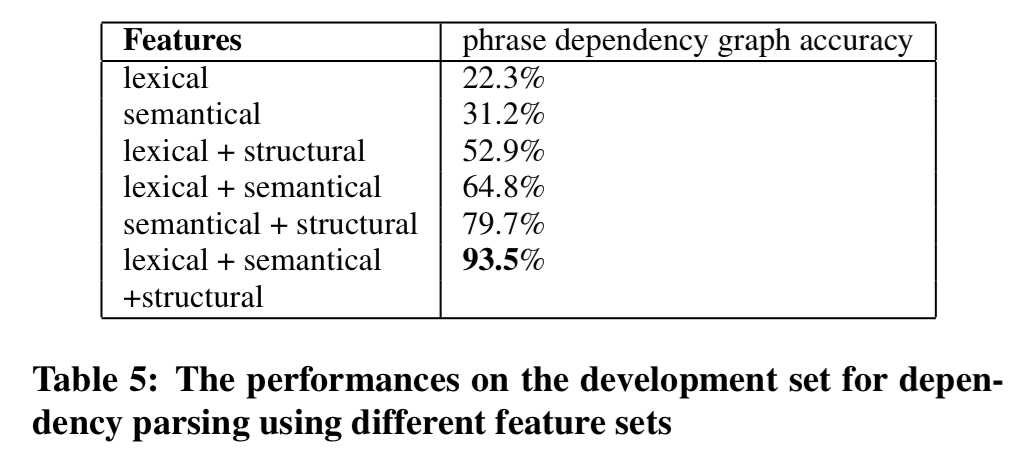 Features phrase dependency graph accuracy
lexical 22.3%
semantical 31.2%
lexical + structural 52.9%
lexical + semantical 64.8%
semantical + structural 79.7%
lexical + semantical 93.5%
+structural
Table 5: The performances on the development set for depen-
dency parsing using different feature sets